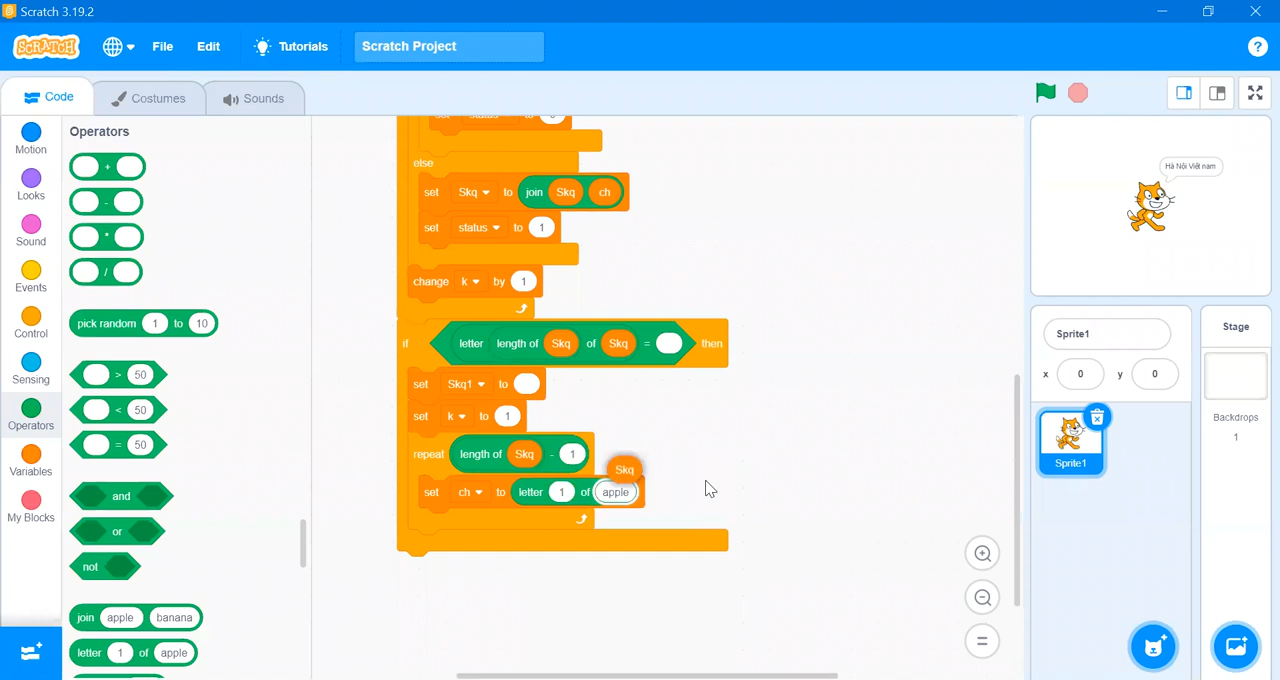 Scratch 3.19.2
SCRATCH File Edit Tutorials Scratch Project ?
Code Costumes Sounds
Motion
Looks
Sound
Events
Control
Sensing
Operators
Variables
My Blocks
Operators
+
-
*
/
pick random 1 to 10
> 50
< 50
= 50
and
or
not
join apple banana
letter 1 of apple
else
set Skq to join Skq ch
set status to 1
change k by 1
if letter length of Skq of Skq = then
set Skq1 to
set k to 1
repeat length of Skq - 1
Skq
set ch to letter 1 of apple
Hà Nôi Viêt nam
Sprite1
x 0 y 0
Sprite1
Stage
Backdrops
1